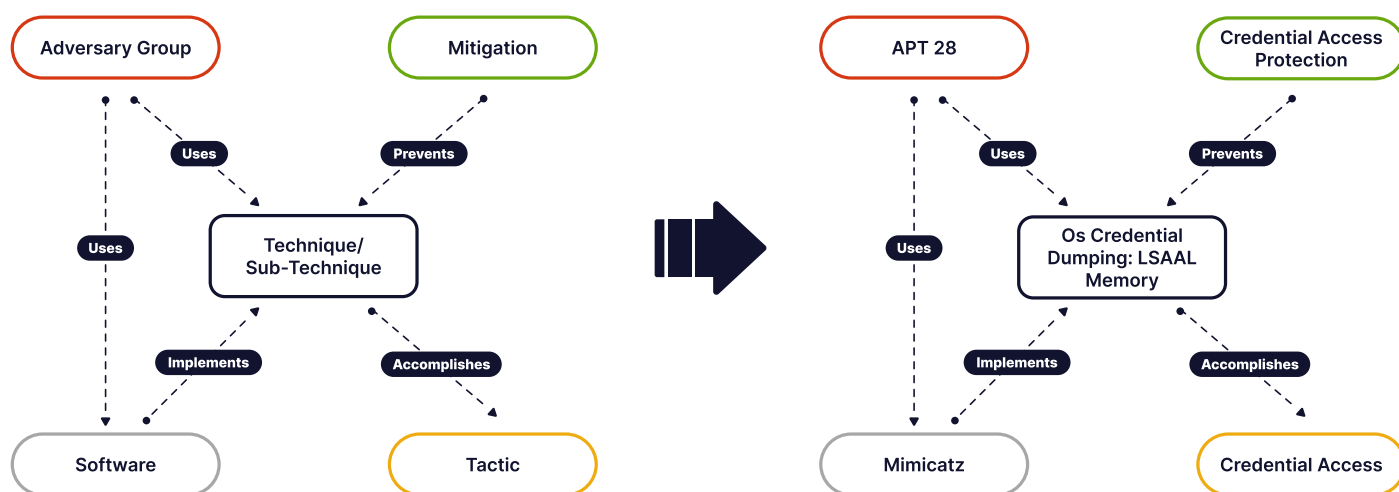 Adversary Group
Mitigation
Uses
Prevents
Uses
Technique/
Sub-Technique
Implements
Accomplishes
Software
Tactic
APT 28
Credential Access
Protection
Uses
Prevents
Uses
Os Credential
Dumping: LSAAL
Memory
Implements
Accomplishes
Mimicatz
Credential Access